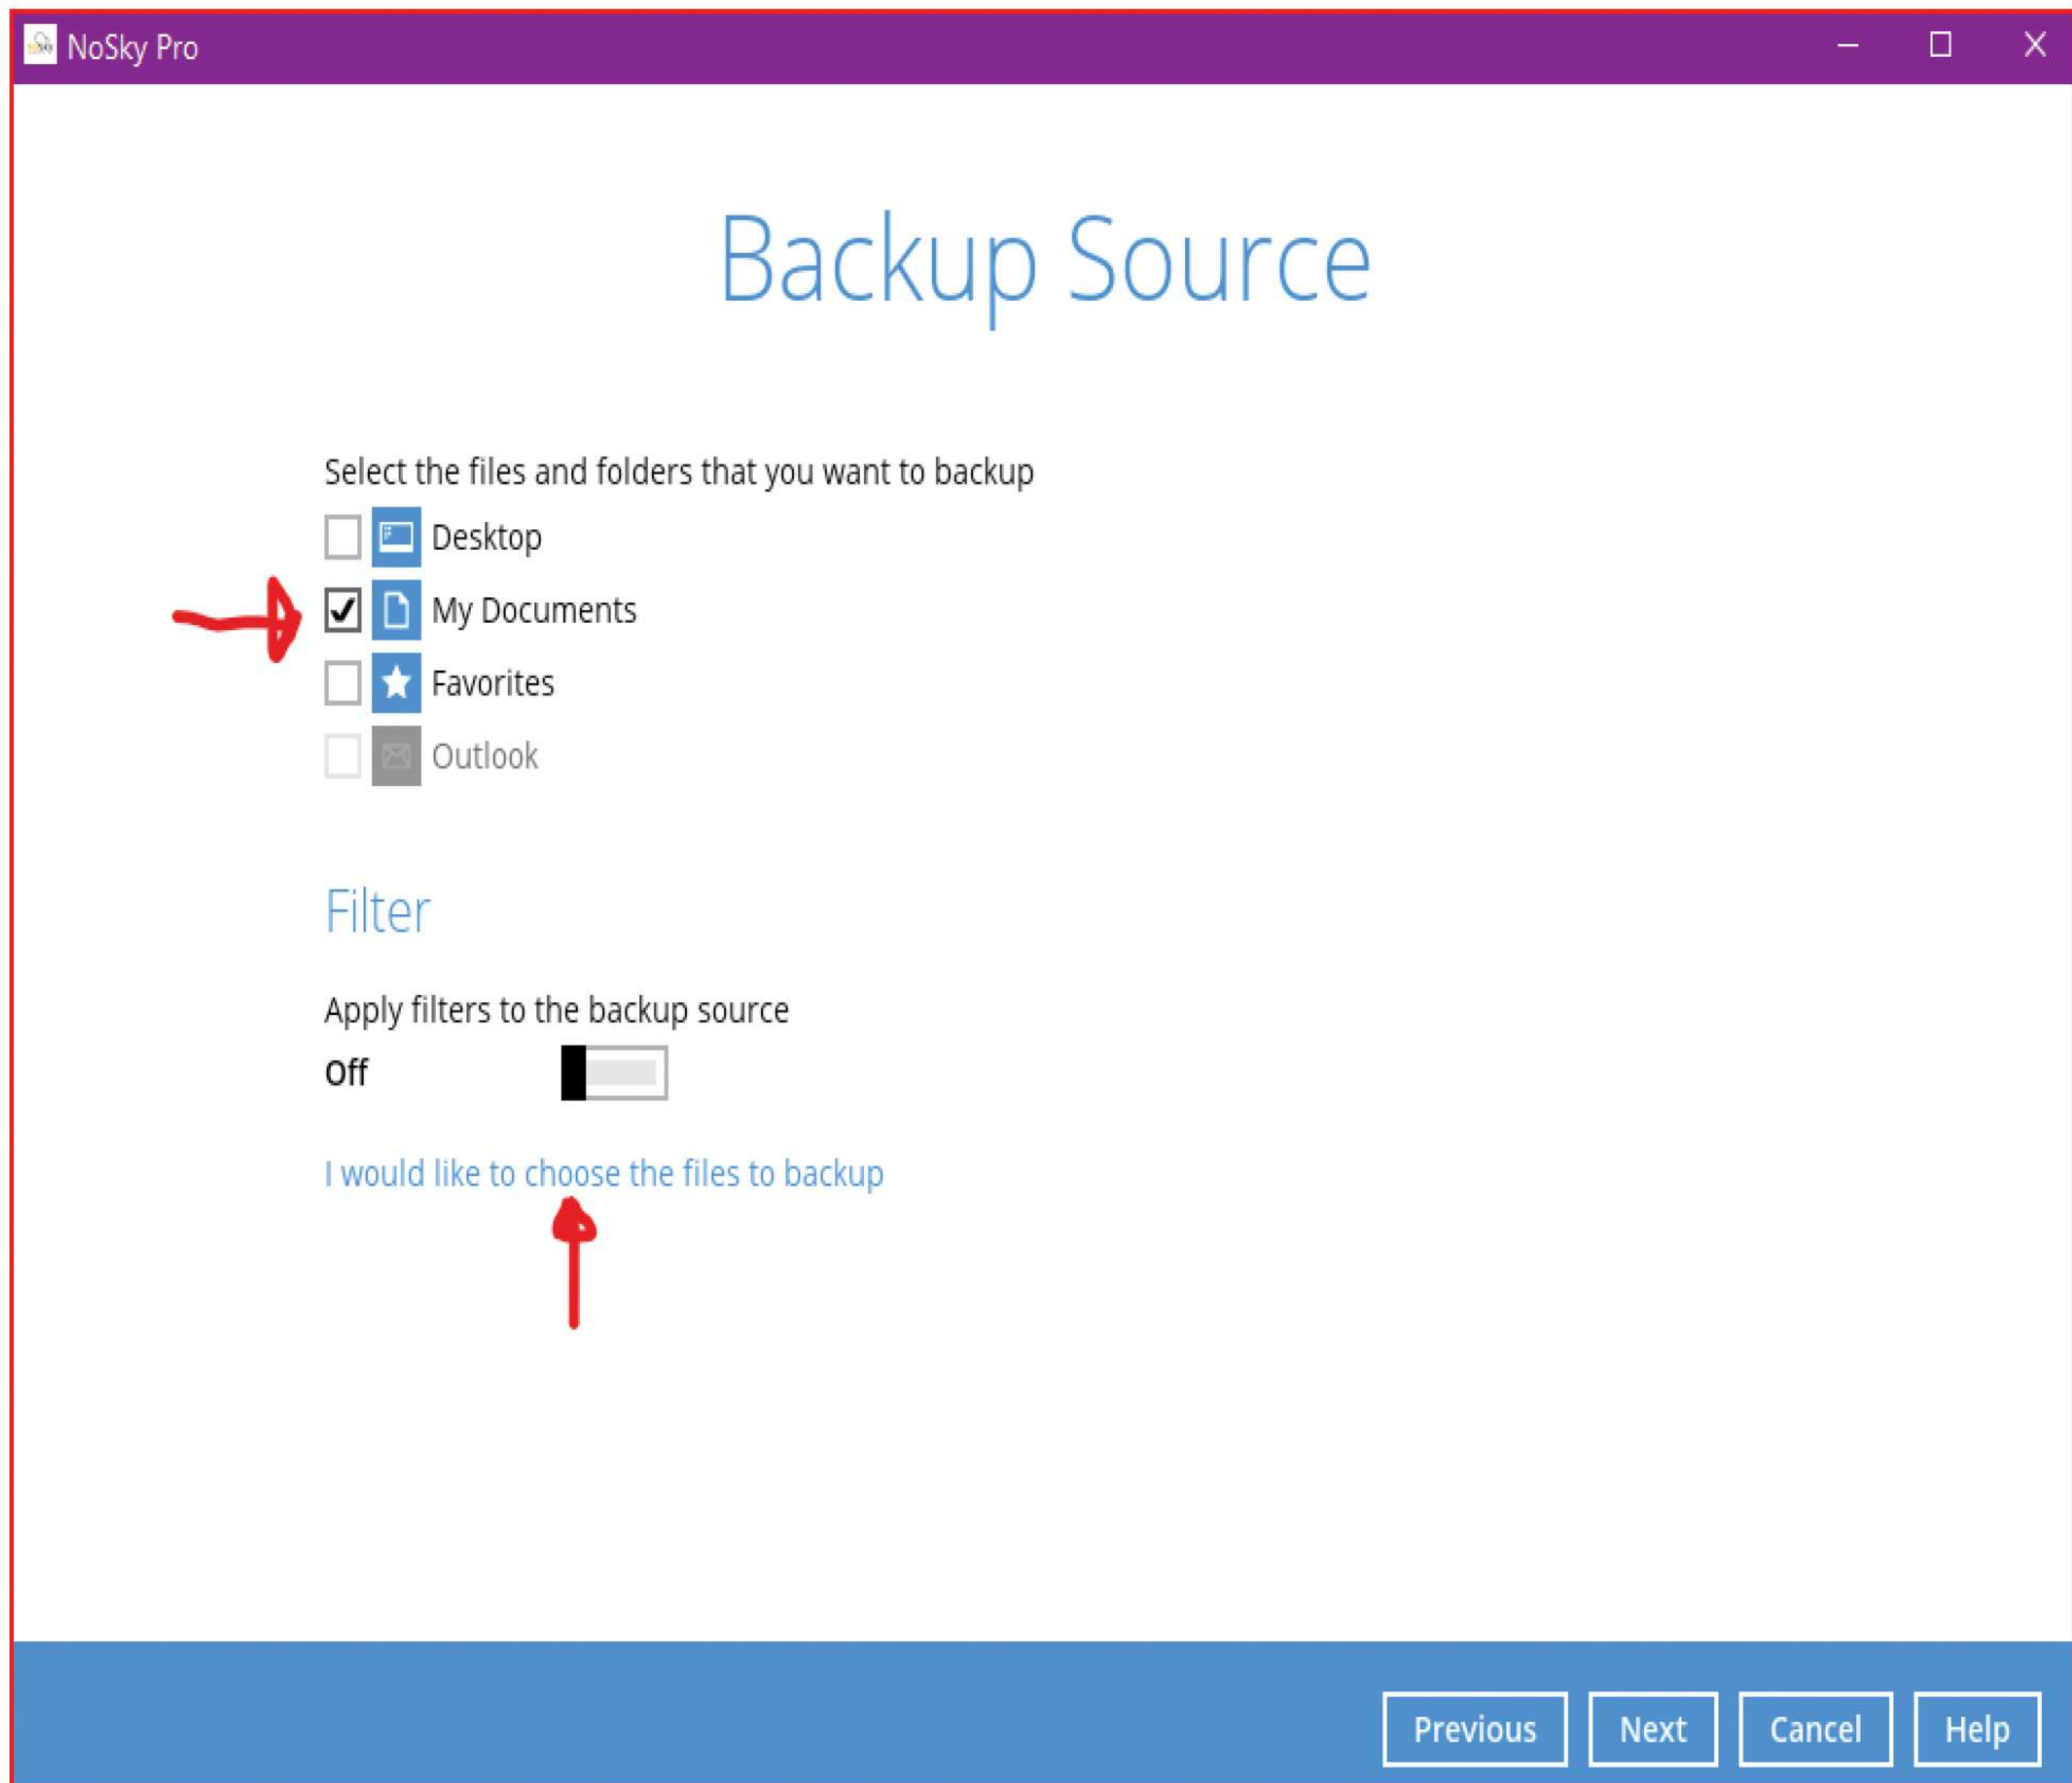 NoSky Pro
Backup Source
Select the files and folders that you want to backup
Desktop
My Documents
Favorites
Outlook
Filter
Apply filters to the backup source
Off
I would like to choose the files to backup
Previous Next Cancel Help